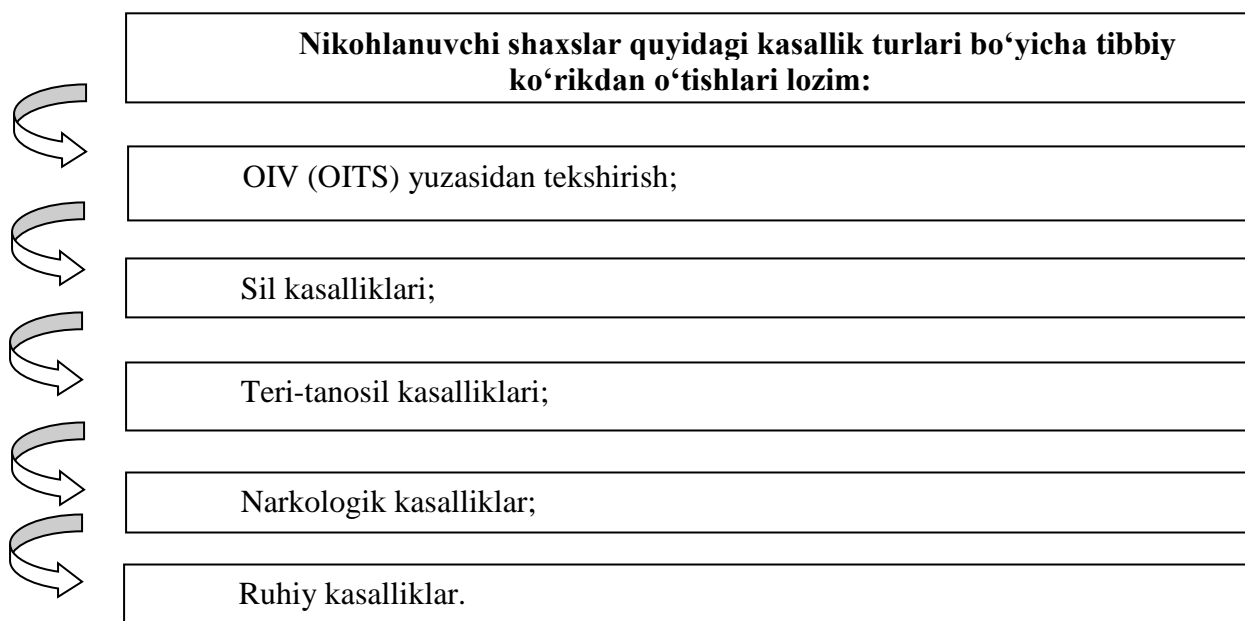 Nikohlanuvchi shaxslar quyidagi kasallik turlari bo‘yicha tibbiy
ko‘rikdan o‘tishlari lozim:
OIV (OITS) yuzasidan tekshirish;
Sil kasalliklari;
Teri-tanosil kasalliklari;
Narkologik kasalliklar;
Ruhiy kasalliklar.